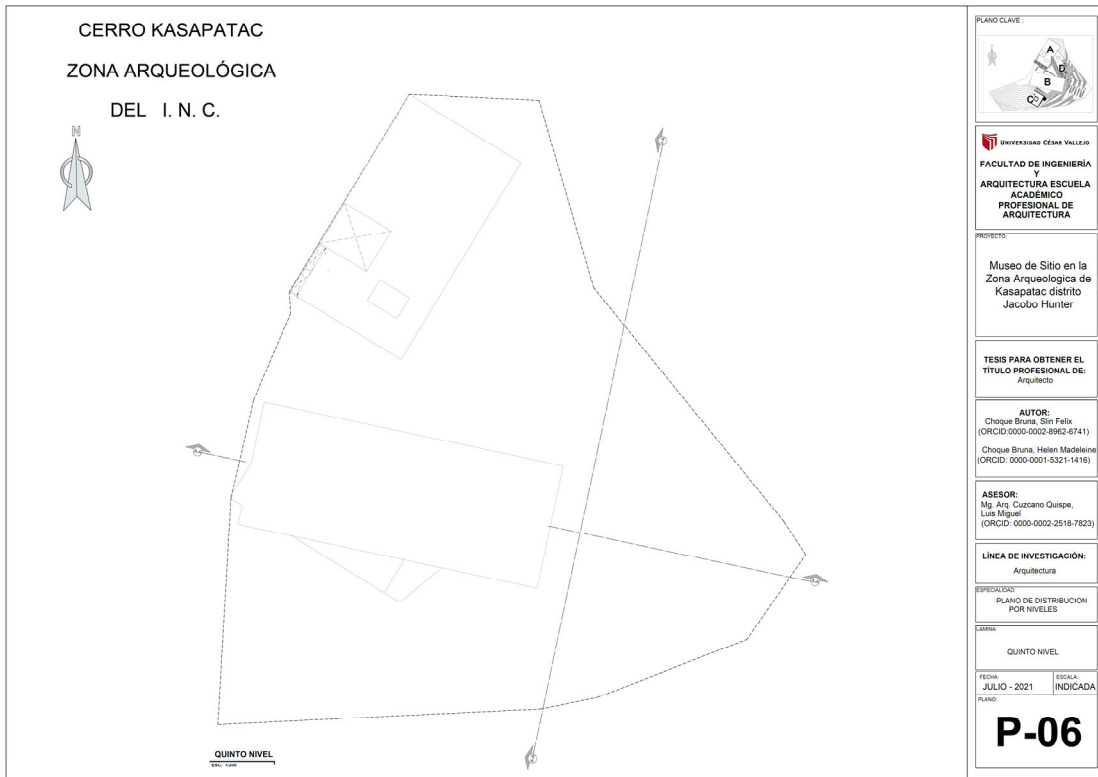 CERRO KASAPATAC
ZONA ARQUEOLÓGICA
DEL I. N. C.
N
QUINTO NIVEL
ESC: 1/200
PLANO CLAVE :
A
D
B
C
UNIVERSIDAD CÉSAR VALLEJO
FACULTAD DE INGENIERÍA
Y
ARQUITECTURA ESCUELA
ACADÉMICO
PROFESIONAL DE
ARQUITECTURA
PROYECTO:
Museo de Sitio en la
Zona Arqueologica de
Kasapatac distrito
Jacobo Hunter
TESIS PARA OBTENER EL
TÍTULO PROFESIONAL DE:
Arquitecto
AUTOR:
Choque Bruna, Slin Felix
(ORCID:0000-0002-8962-6741)
Choque Bruna, Helen Madeleine
(ORCID: 0000-0001-5321-1416)
ASESOR:
Mg. Arq. Cuzcano Quispe,
Luis Miguel
(ORCID: 0000-0002-2518-7823)
LÍNEA DE INVESTIGACIÓN:
Arquitectura
ESPECIALIDAD:
PLANO DE DISTRIBUCION
POR NIVELES
LAMINA:
QUINTO NIVEL
FECHA:
JULIO - 2021
ESCALA:
INDICADA
PLANO:
P-06